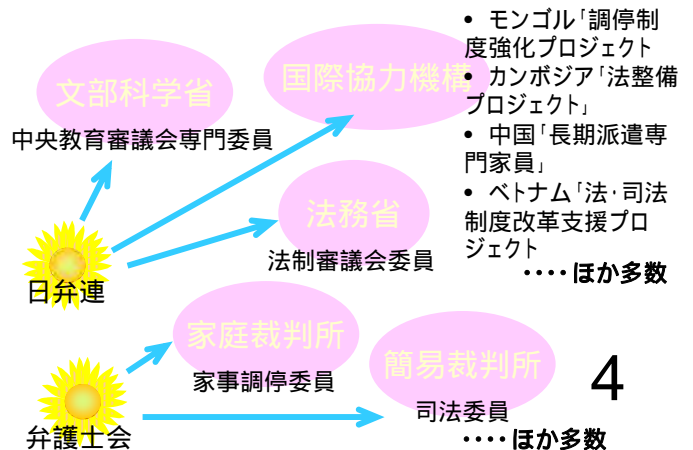 文部科学省
中央教育審議会専門委員
国際協力機構
• モンゴル「調停制
度強化プロジェクト
• カンボジア「法整備
プロジェクト」
• 中国「長期派遣専
門家員」
• ベトナム「法・司法
制度改革支援プロ
ジェクト
‥‥ほか多数
法務省
法制審議会委員
日弁連
家庭裁判所
家事調停委員
簡易裁判所
司法委員
‥‥ほか多数
弁護士会
4